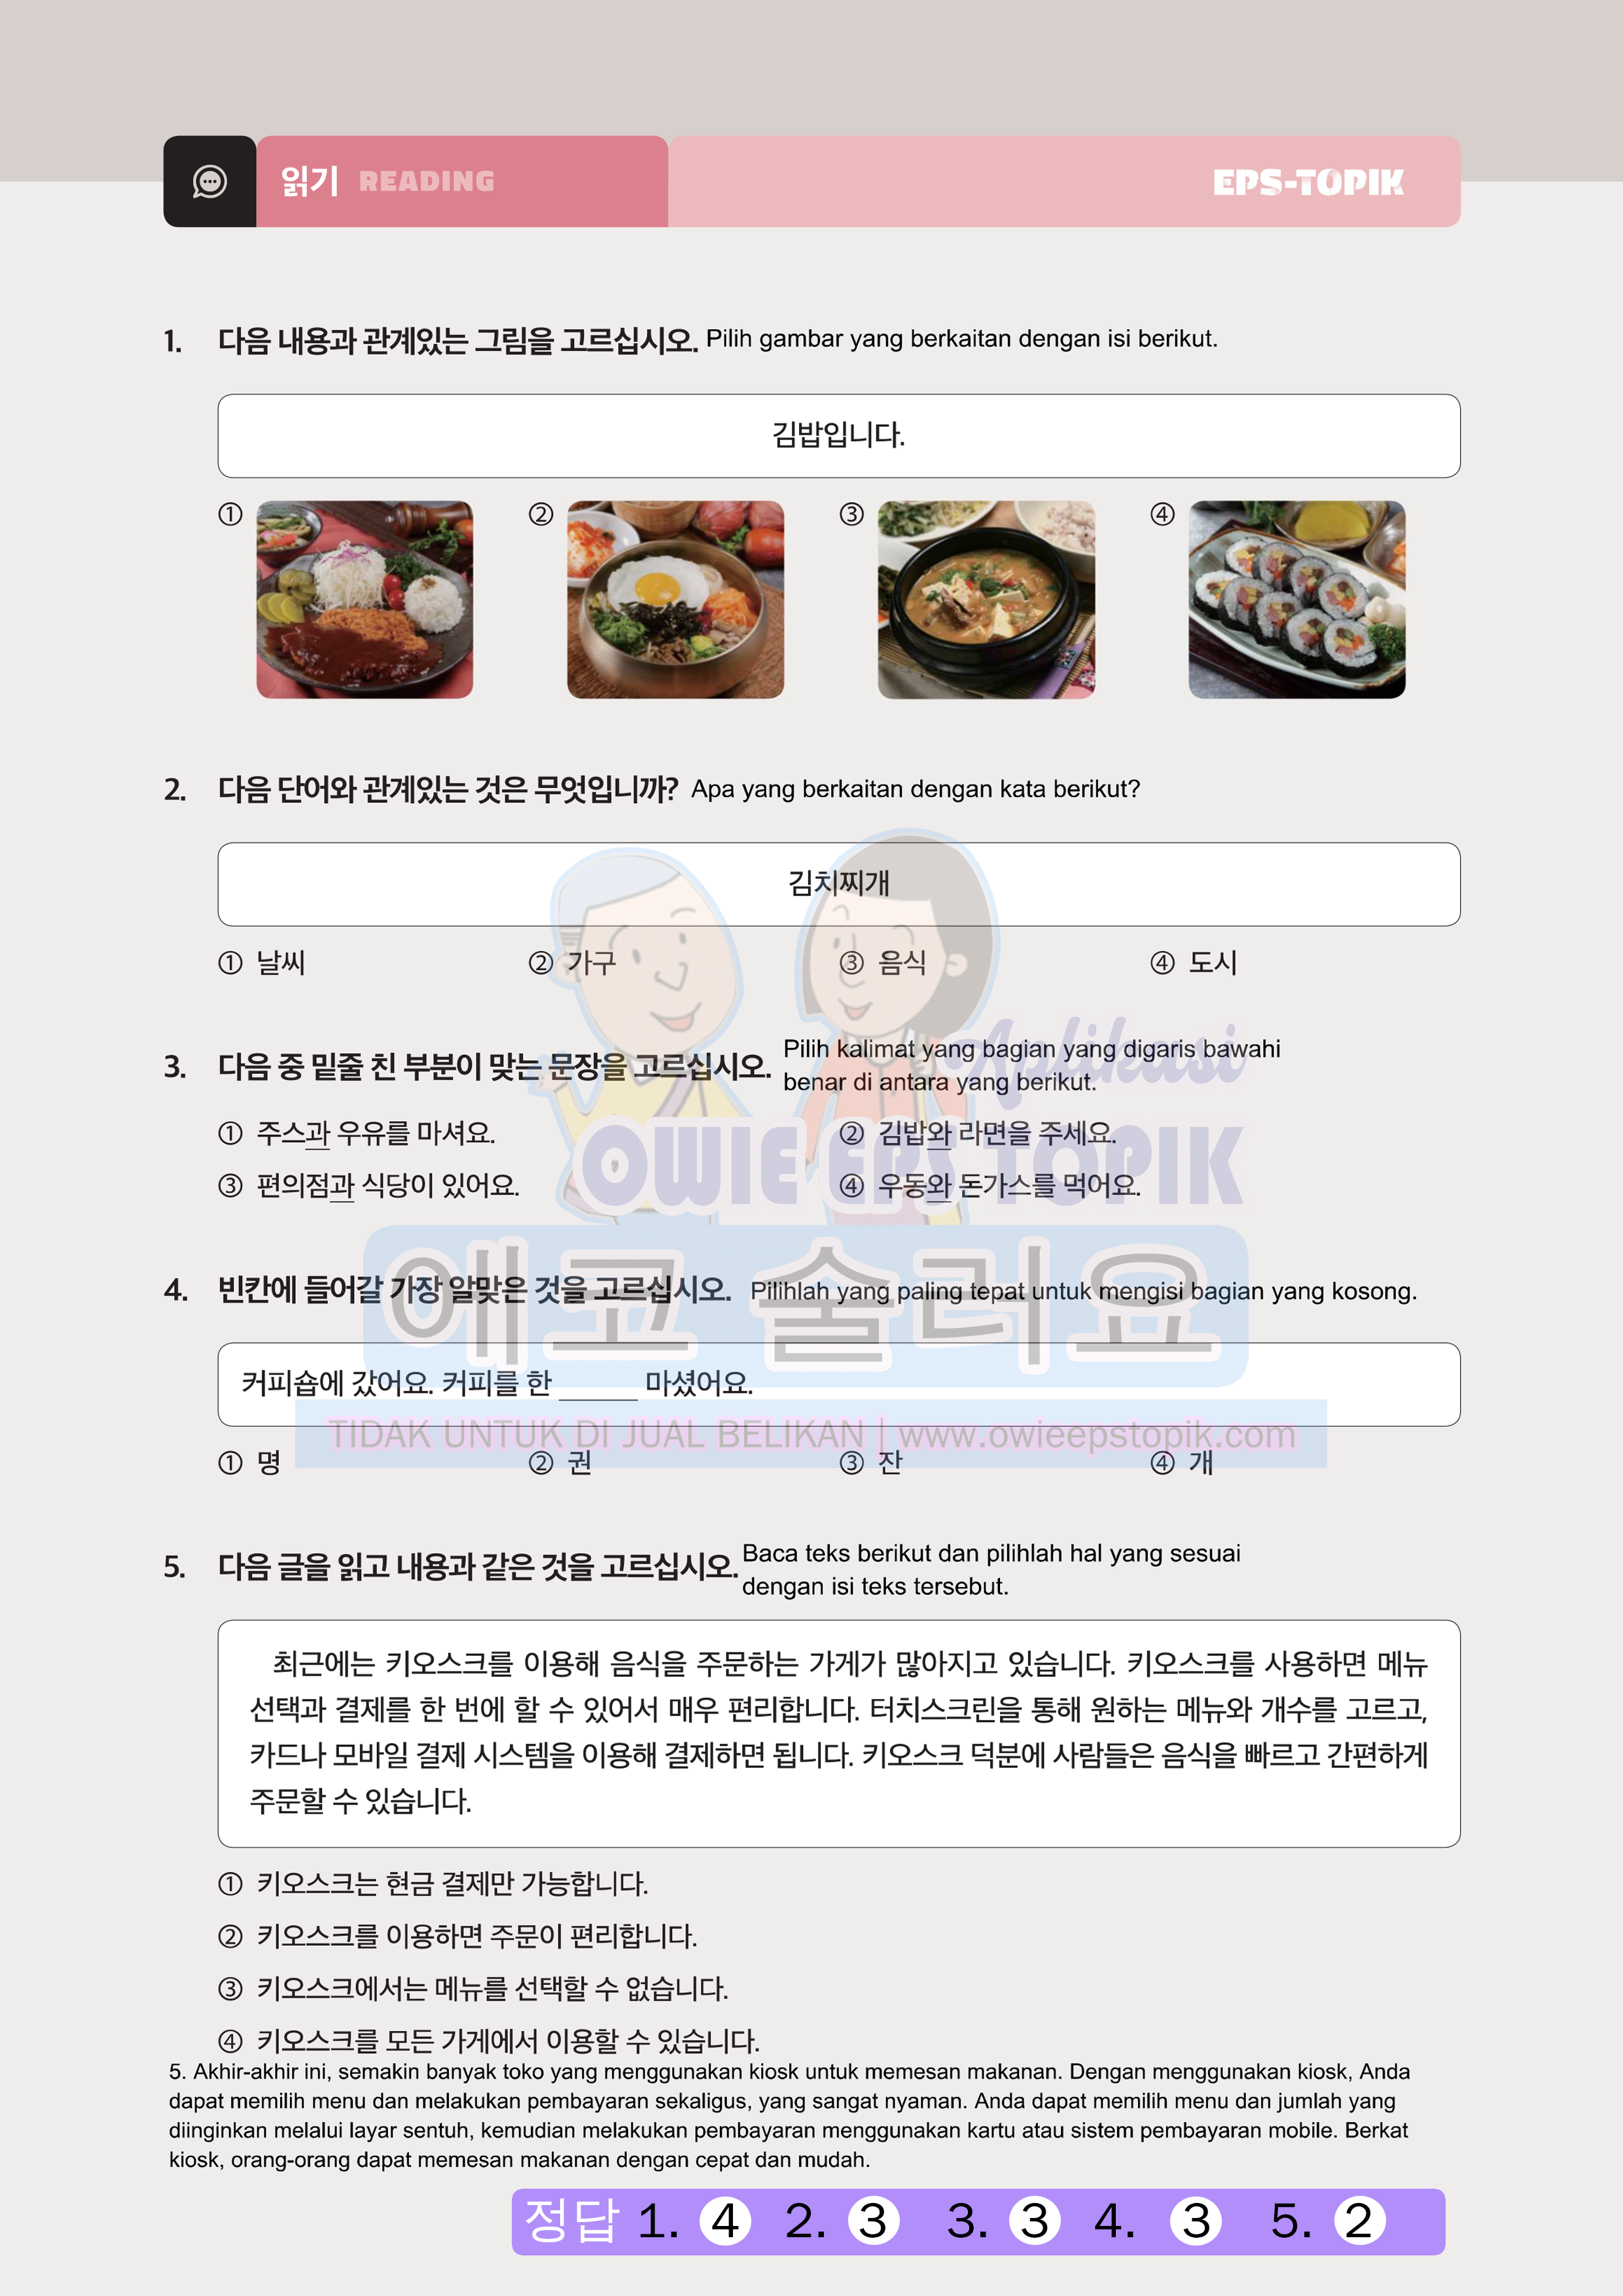 읽기 READING EPS-TOPIK
1. 다음 내용과 관계있는 그림을 고르십시오. Pilih gambar yang berkaitan dengan isi berikut.
김밥입니다.
① ② ③ ④
2. 다음 단어와 관계있는 것은 무엇입니까? Apa yang berkaitan dengan kata berikut?
김치찌개
① 날씨 ② 가구 ③ 음식 ④ 도시
3. 다음 중 밑줄 친 부분이 맞는 문장을 고르십시오. Pilih kalimat yang bagian yang digaris bawahi
benar di antara yang berikut.
Aplikasi
① 주스과 우유를 마셔요. ② 김밥와 라면을 주세요.
OWIE EPS TOPIK
③ 편의점과 식당이 있어요. ④ 우동와 돈가스를 먹어요.
4. 빈칸에 들어갈 가장 알맞은 것을 고르십시오. Pilihlah yang paling tepat untuk mengisi bagian yang kosong.
애코 술러요
커피숍에 갔어요. 커피를 한 ______ 마셨어요.
TIDAK UNTUK DI JUAL BELIKAN | www.owieepstopik.com
① 명 ② 권 ③ 잔 ④ 개
5. 다음 글을 읽고 내용과 같은 것을 고르십시오. Baca teks berikut dan pilihlah hal yang sesuai
dengan isi teks tersebut.
최근에는 키오스크를 이용해 음식을 주문하는 가게가 많아지고 있습니다. 키오스크를 사용하면 메뉴
선택과 결제를 한 번에 할 수 있어서 매우 편리합니다. 터치스크린을 통해 원하는 메뉴와 개수를 고르고,
카드나 모바일 결제 시스템을 이용해 결제하면 됩니다. 키오스크 덕분에 사람들은 음식을 빠르고 간편하게
주문할 수 있습니다.
① 키오스크는 현금 결제만 가능합니다.
② 키오스크를 이용하면 주문이 편리합니다.
③ 키오스크에서는 메뉴를 선택할 수 없습니다.
④ 키오스크를 모든 가게에서 이용할 수 있습니다.
5. Akhir-akhir ini, semakin banyak toko yang menggunakan kiosk untuk memesan makanan. Dengan menggunakan kiosk, Anda
dapat memilih menu dan melakukan pembayaran sekaligus, yang sangat nyaman. Anda dapat memilih menu dan jumlah yang
diinginkan melalui layar sentuh, kemudian melakukan pembayaran menggunakan kartu atau sistem pembayaran mobile. Berkat
kiosk, orang-orang dapat memesan makanan dengan cepat dan mudah.
정답 1. ④ 2. ③ 3. ③ 4. ③ 5. ②